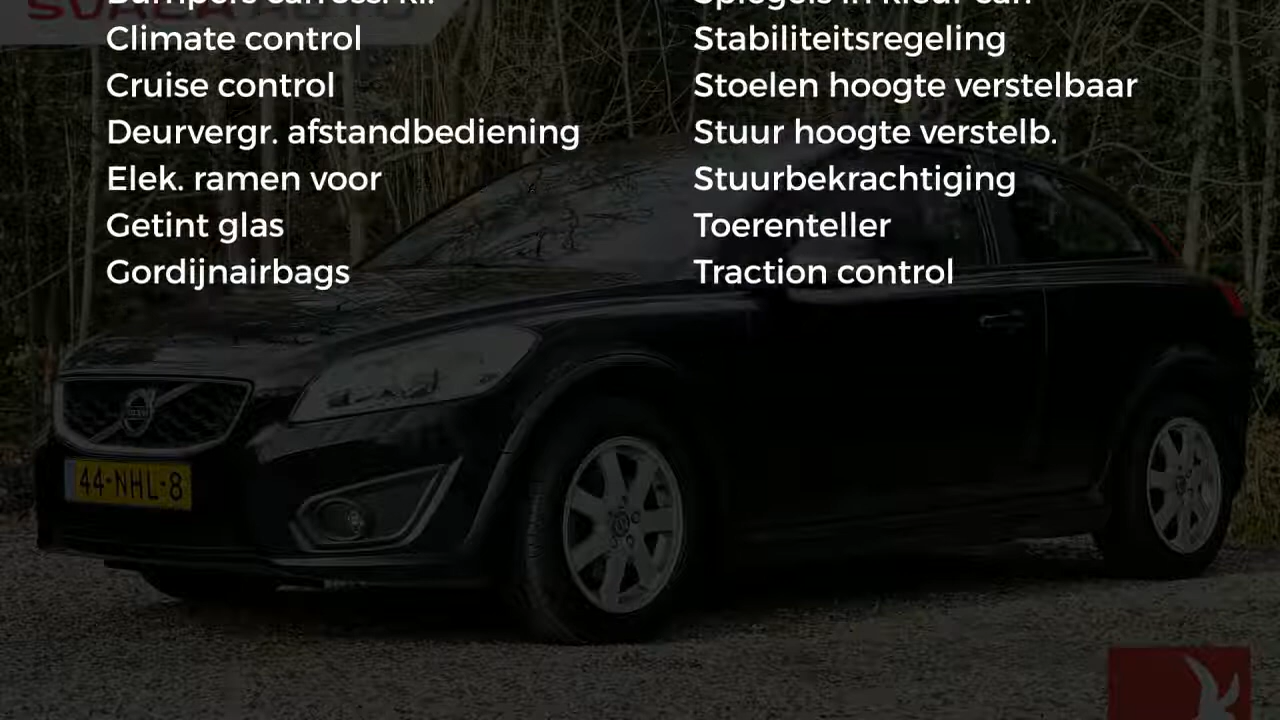 Climate control
Cruise control
Deurvergr. afstandbediening
Elek. ramen voor
Getint glas
Gordijnairbags
Stabiliteitsregeling
Stoelen hoogte verstelbaar
Stuur hoogte verstelb.
Stuurbekrachtiging
Toerenteller
Traction control
44-NHL-8